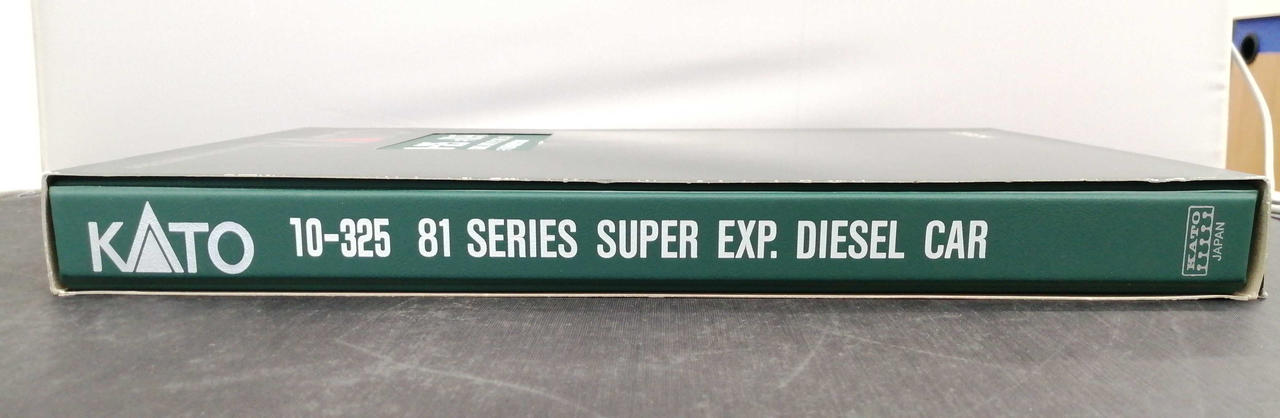 KATO 10-325 81 SERIES SUPER EXP. DIESEL CAR
KATO
JAPAN